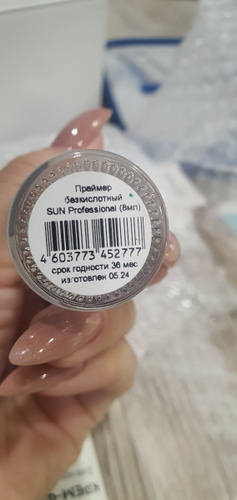 Праймер
безкислотный
SUN Professional (8мл)
4 603773 452777
срок годности 36 мес
изготовлен 05.24